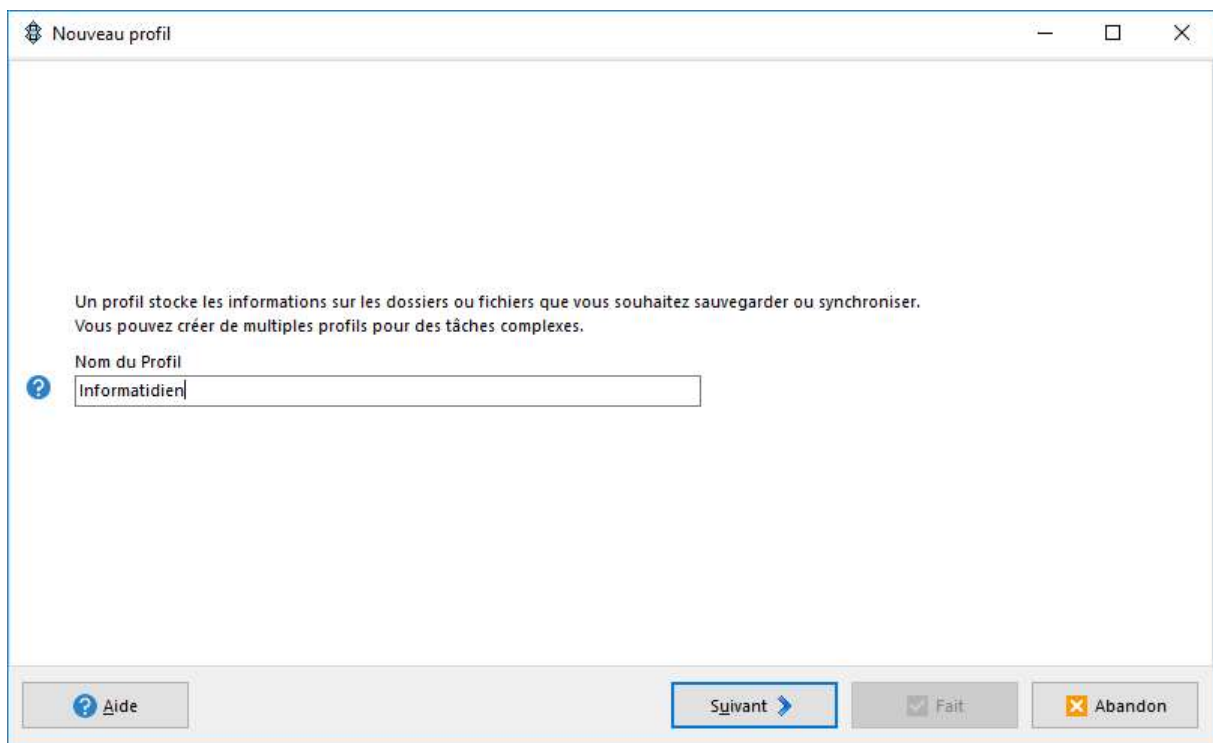 Nouveau profil
Un profil stocke les informations sur les dossiers ou fichiers que vous souhaitez sauvegarder ou synchroniser.
Vous pouvez créer de multiples profils pour des tâches complexes.
Nom du Profil
Informatidien
Aide
Suivant
Fait
Abandon